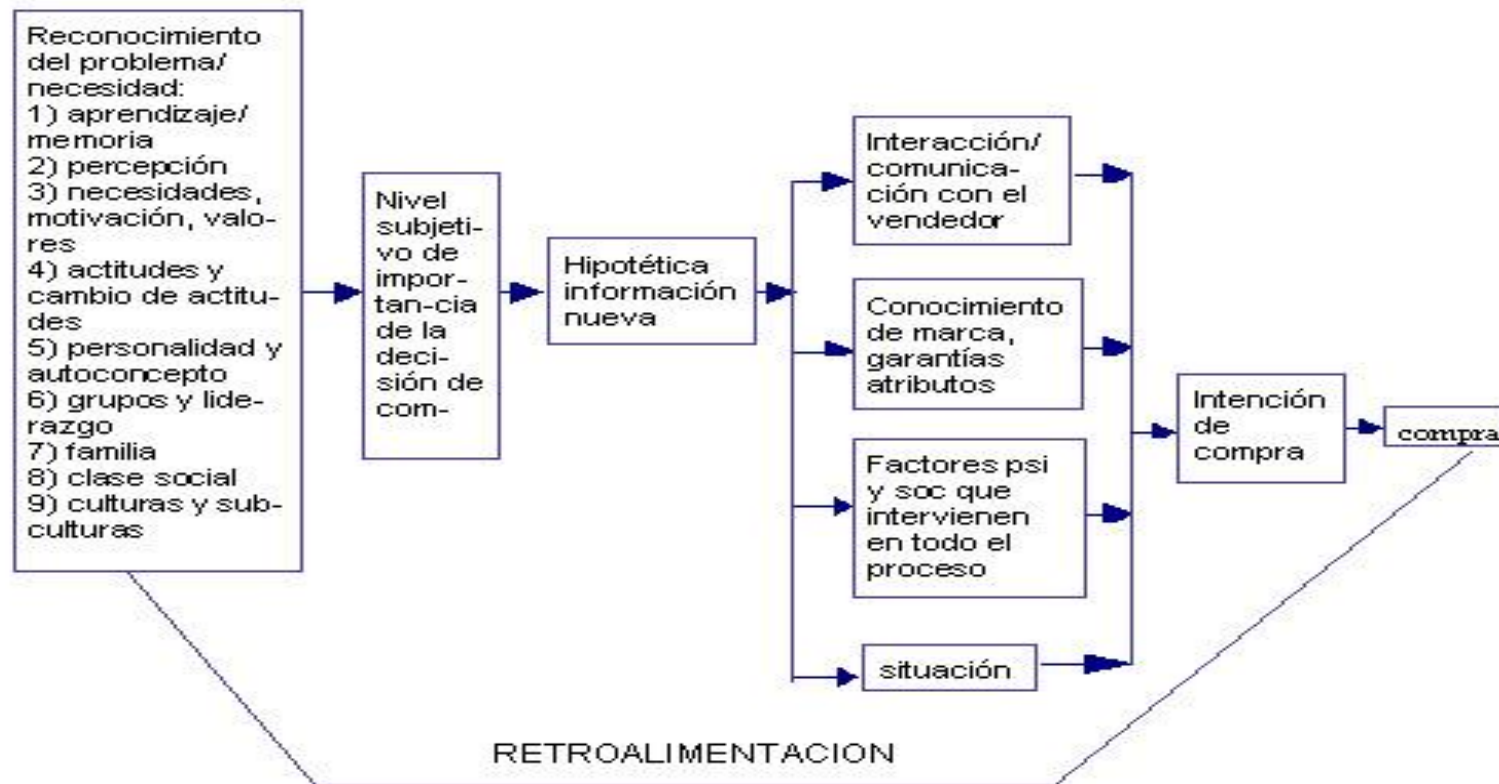 Reconocimiento
del problema/
necesidad:
1) aprendizaje/
memoria
2) percepción
3) necesidades,
motivación, valo-
res
4) actitudes y
cambio de actitu-
des
5) personalidad y
autoconcepto
6) grupos y lide-
razgo
7) familia
8) clase social
9) culturas y sub-
culturas
Nivel
subjeti-
vo de
impor-
tan-cia
de la
deci-
sión de
com-
Hipotética
información
nueva
Interacción/
comunica-
ción con el
vendedor
Conocimiento
de marca,
garantías
atributos
Factores psi
y soc que
intervienen
en todo el
proceso
situación
Intención
de
compra
compra
RETROALIMENTACION